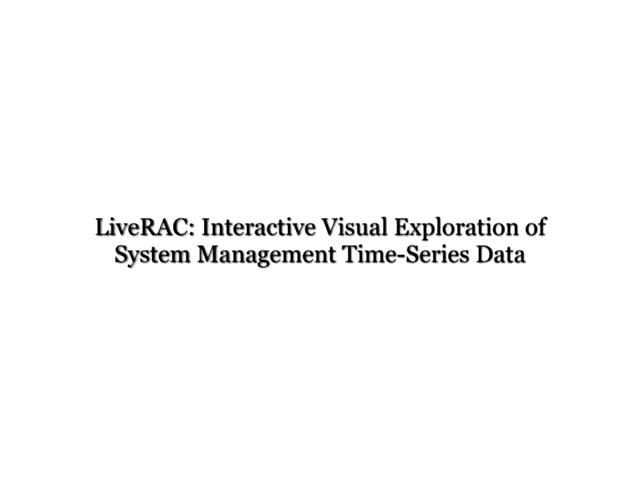 LiveRAC: Interactive Visual Exploration of
System Management Time-Series Data